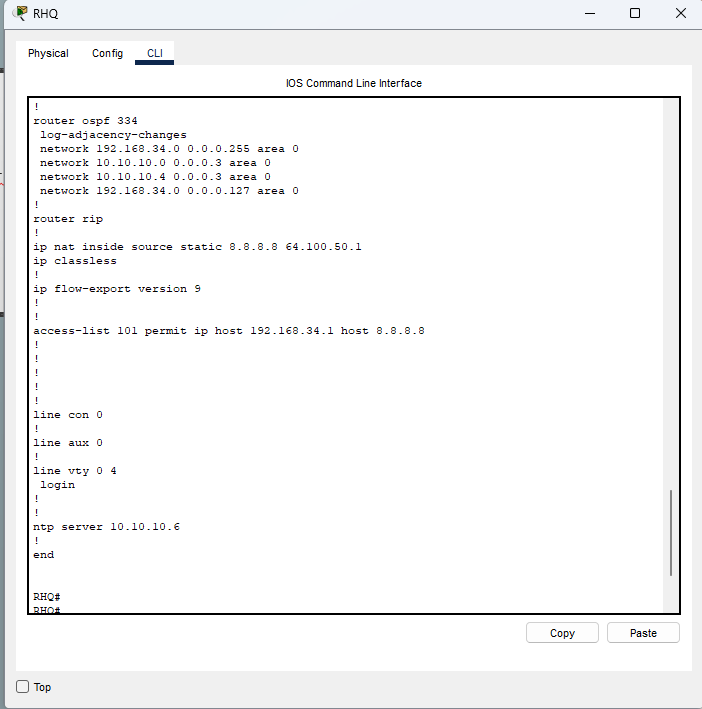 RHQ
Physical Config CLI
IOS Command Line Interface
!
router ospf 334
 log-adjacency-changes
 network 192.168.34.0 0.0.0.255 area 0
 network 10.10.10.0 0.0.0.3 area 0
 network 10.10.10.4 0.0.0.3 area 0
 network 192.168.34.0 0.0.0.127 area 0
!
router rip
!
ip nat inside source static 8.8.8.8 64.100.50.1
ip classless
!
ip flow-export version 9
!
!
access-list 101 permit ip host 192.168.34.1 host 8.8.8.8
!
!
!
!
!
line con 0
!
line aux 0
!
line vty 0 4
 login
!
!
ntp server 10.10.10.6
!
end
RHQ#
RHQ#
Copy Paste
Top